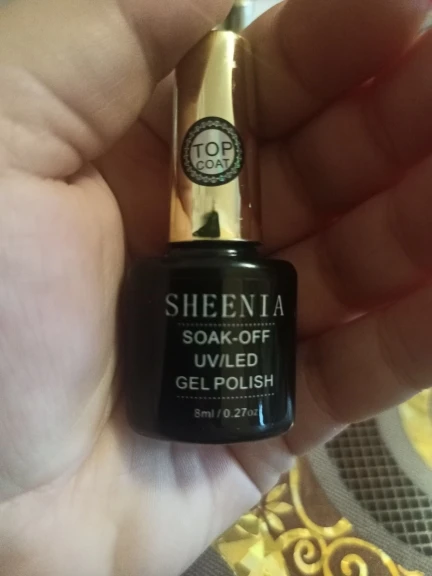 TOP
COAT
SHEENIA
SOAK-OFF
UV/LED
GEL POLISH
8ml / 0.27oz